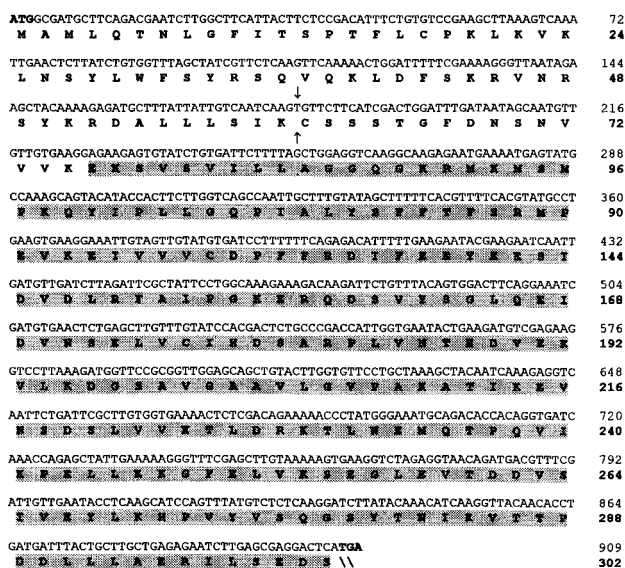 ATGGCGATGCTTCAGACGAATCTTGGCTTCATTACTTCTCCGACATTTCTGTGTCCGAAGCTTAAAGTCAAA 72
M A M L Q T N L G F I T S P T F L C P K L K V K 24
TTGAACTCTTATCTGTGGTTTAGCTATCGTTCTCAAGTTCAAAAACTGGATTTTTCGAAAAGGGTTAATAGA 144
L N S Y L W F S Y R S Q V Q K L D F S K R V N R 48
AGCTACAAAAGAGATGCTTTATTATTGTCAATCAAGTGTTCTTCATCGACTGGATTTGATAATAGCAATGTT 216
S Y K R D A L L L S I K C S S S T G F D N S N V 72
GTTGTGAAGGAGAAGAGTGTATCTGTGATTCTTTTAGCTGGAGGTCAAGGCAAGAGAATGAAAATGAGTATG 288
V V K E K S V S V I L L A G G Q G K R M K M S M 96
CCAAAGCAGTACATACCACTTCTTGGTCAGCCAATTGCTTTGTATAGCTTTTTCACGTTTTCACGTATGCCT 360
P K Q Y I P L L G Q P I A L Y S F F T F S R M P 90
GAAGTGAAGGAAATTGTAGTTGTATGTGATCCTTTTTTCAGAGACATTTTTGAAGAATACGAAGAATCAATT 432
E V K E I V V V C D P F F R D I F E E Y E E S I 144
GATGTTGATCTTAGATTCGCTATTCCTGGCAAAGAAAGACAAGATTCTGTTTACAGTGGACTTCAGGAAATC 504
D V D L R F A I P G K E R Q D S V Y S G L Q E I 168
GATGTGAACTCTGAGCTTGTTTGTATCCACGACTCTGCCCGACCATTGGTGAATACTGAAGATGTCGAGAAG 576
D V N S E L V C I H D S A R P L V N T E D V E K 192
GTCCTTAAAGATGGTTCCGCGGTTGGAGCAGCTGTACTTGGTGTTCCTGCTAAAGCTACAATCAAAGAGGTC 648
V L K D G S A V G A A V L G V P A K A T I K E V 216
AATTCTGATTCGCTTGTGGTGAAAACTCTCGACAGAAAAACCCTATGGGAAATGCAGACACCACAGGTGATC 720
N S D S L V V K T L D R K T L W E M Q T P Q V I 240
AAACCAGAGCTATTGAAAAAGGGTTTCGAGCTTGTAAAAAGTGAAGGTCTAGAGGTAACAGATGACGTTTCG 792
K P E L L K K G F E L V K S E G L E V T D D V S 264
ATTGTTGAATACCTCAAGCATCCAGTTTATGTCTCTCAAGGATCTTATACAAACATCAAGGTTACAACACCT 864
I V E Y L K H P V Y V S Q G S Y T N I K V T T P 288
GATGATTTACTGCTTGCTGAGAGAATCTTGAGCGAGGACTCATGA 909
D D L L L A E R I L S E D S \\ 302